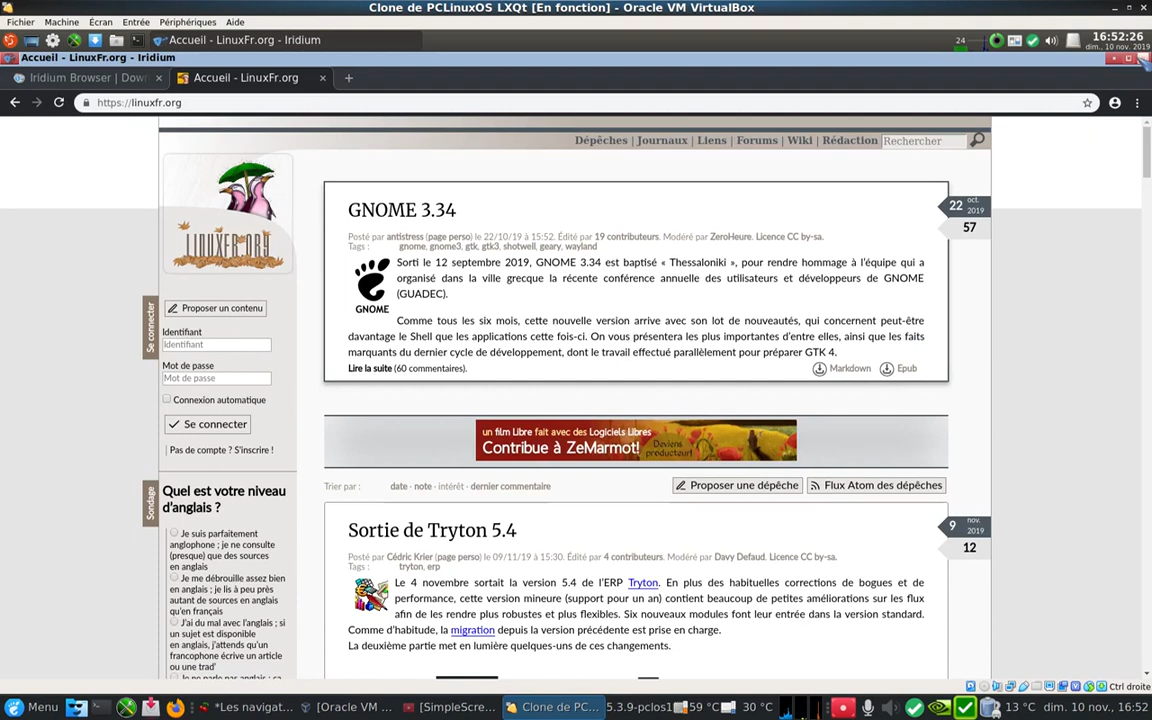 Clone de PCLinuxOS LXQt [En fonction] - Oracle VM VirtualBox
Fichier Machine Écran Entrée Périphériques Aide
Accueil - LinuxFr.org - Iridium
24
16:52:26
dim., 10 nov. 2019
Accueil - LinuxFr.org - Iridium
Iridium Browser | Dow
Accueil - LinuxFr.org
https://linuxfr.org
Dépêches | Journaux | Liens | Forums | Wiki | Rédaction
Rechercher
LINUXFR.ORG
GNOME 3.34
22 oct. 2019
57
Posté par antistress (page perso) le 22/10/19 à 15:52. Édité par 19 contributeurs. Modéré par ZeroHeure. Licence CC by-sa.
Tags : gnome, gnome3, gtk, gtk3, shotwell, geary, wayland
GNOME
Sorti le 12 septembre 2019, GNOME 3.34 est baptisé « Thessaloniki », pour rendre hommage à l'équipe qui a
organisé dans la ville grecque la récente conférence annuelle des utilisateurs et développeurs de GNOME
(GUADEC).
Comme tous les six mois, cette nouvelle version arrive avec son lot de nouveautés, qui concernent peut-être
davantage le Shell que les applications cette fois-ci. On vous présentera les plus importantes d'entre elles, ainsi que les faits
marquants du dernier cycle de développement, dont le travail effectué parallèlement pour préparer GTK 4.
Lire la suite (60 commentaires).
Markdown
Epub
Se connecter
Proposer un contenu
Identifiant
Identifiant
Mot de passe
Mot de passe
Connexion automatique
Se connecter
Pas de compte ? S'inscrire !
un film Libre fait avec des Logiciels Libres
Contribue à ZeMarmot!
Deviens
producteur!
Trier par : date · note · intérêt · dernier commentaire
Proposer une dépêche
Flux Atom des dépêches
Sondage
Quel est votre niveau
d'anglais ?
Je suis parfaitement
anglophone ; je ne consulte
(presque) que des sources
en anglais
Je me débrouille assez bien
en anglais ; je lis à peu près
autant de sources en anglais
qu'en français
J'ai du mal avec l'anglais ; si
un sujet est disponible
en anglais, j'attends qu'un
francophone écrive un article
ou une trad'
Je ne parle pas anglais ; ça
Sortie de Tryton 5.4
9 nov. 2019
12
Posté par Cédric Krier (page perso) le 09/11/19 à 15:30. Édité par 4 contributeurs. Modéré par Davy Defaud. Licence CC by-sa.
Tags : tryton, erp
Le 4 novembre sortait la version 5.4 de l'ERP Tryton. En plus des habituelles corrections de bogues et de
performance, cette version mineure (support pour un an) contient beaucoup de petites améliorations sur les flux
afin de les rendre plus robustes et plus flexibles. Six nouveaux modules font leur entrée dans la version standard.
Comme d'habitude, la migration depuis la version précédente est prise en charge.
La deuxième partie met en lumière quelques-uns de ces changements.
Ctrl droite
Menu
*Les navigat...
[Oracle VM ...
[SimpleScre...
Clone de PC...
5.3.9-pclos1
59 °C
30 °C
13 °C
dim., 10 nov., 16:52